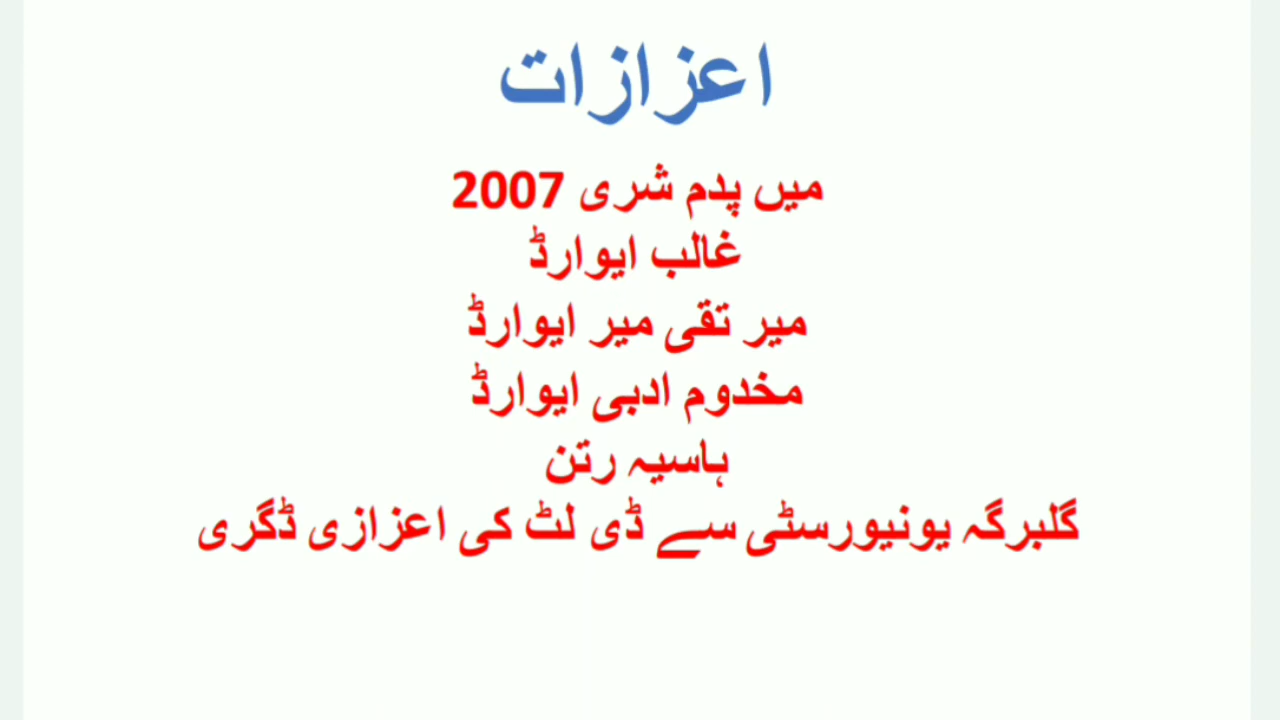 اعزازات
میں پدم شری 2007
غالب ایوارڈ
میر تقی میر ایوارڈ
مخدوم ادبی ایوارڈ
ہاسیہ رتن
گلبرگہ یونیورسٹی سے ڈی لٹ کی اعزازی ڈگری